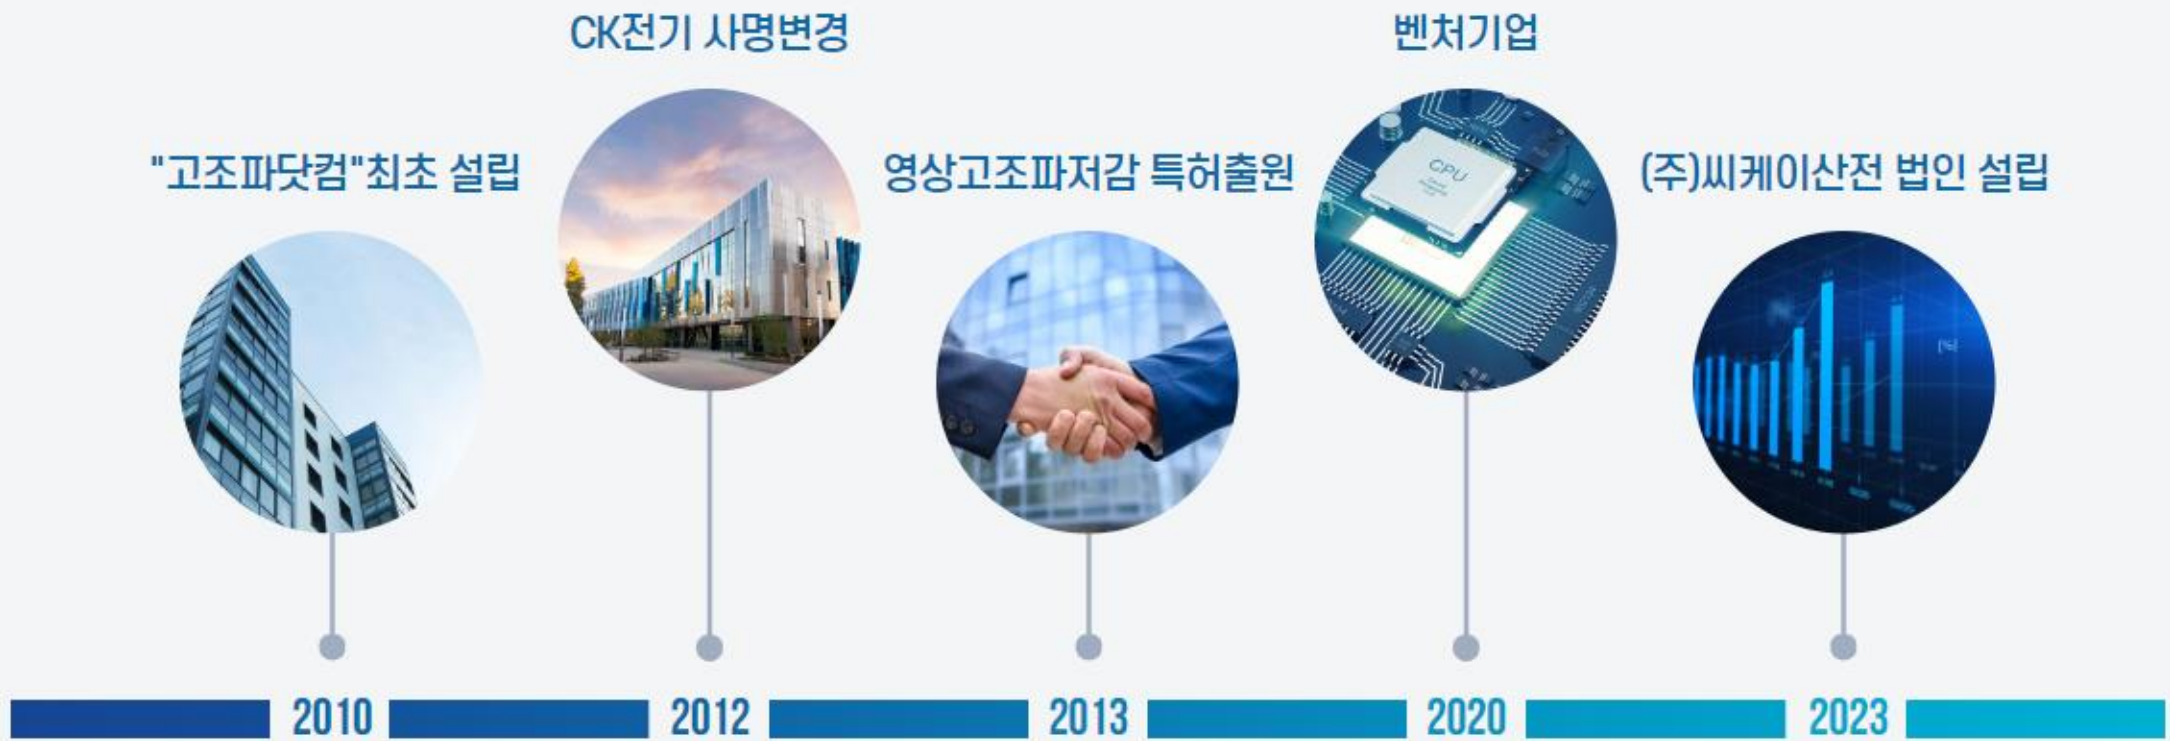 CK전기 사명변경
벤처기업
"고조파닷컴"최초 설립
영상고조파저감 특허출원
(주)씨케이산전 법인 설립
CPU
2010
2012
2013
2020
2023